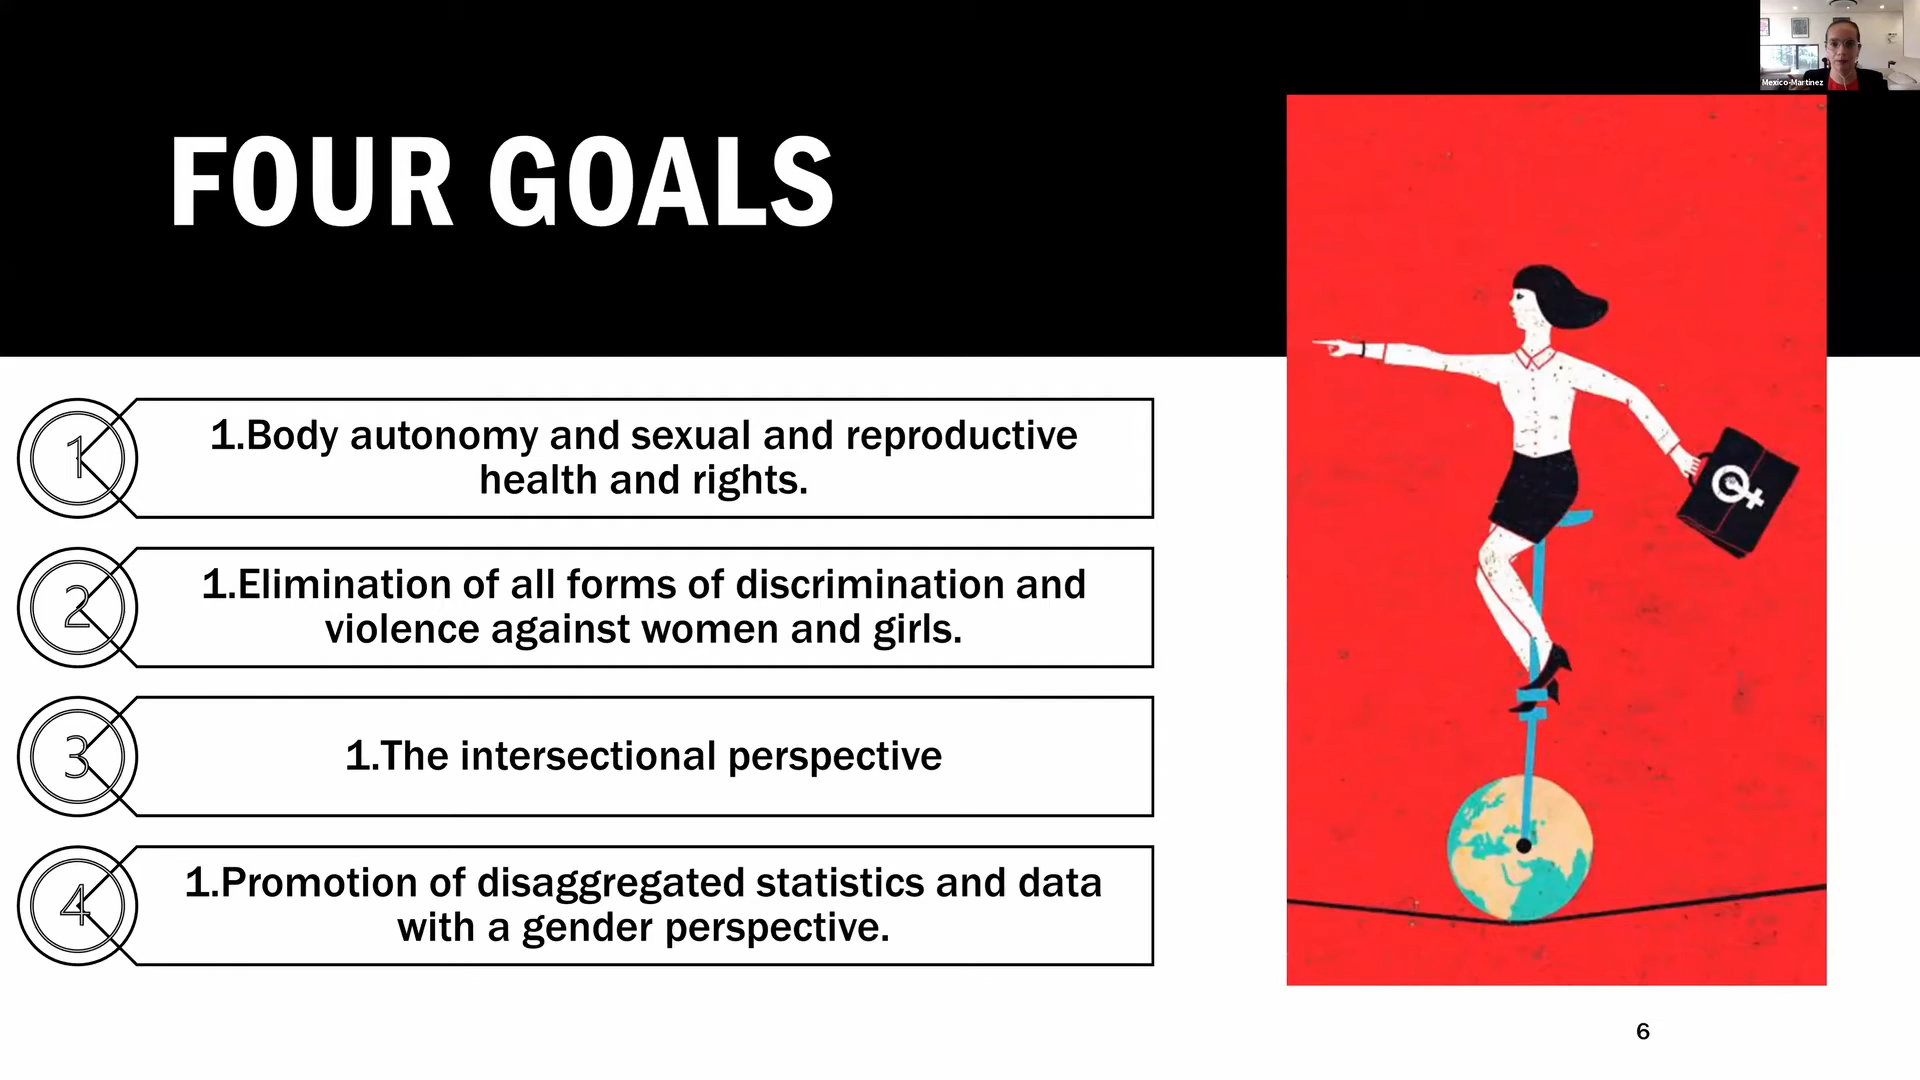 Mexico-Martinez
FOUR GOALS
1
1.Body autonomy and sexual and reproductive
health and rights.
2
1.Elimination of all forms of discrimination and
violence against women and girls.
3
1.The intersectional perspective
4
1.Promotion of disaggregated statistics and data
with a gender perspective.
6